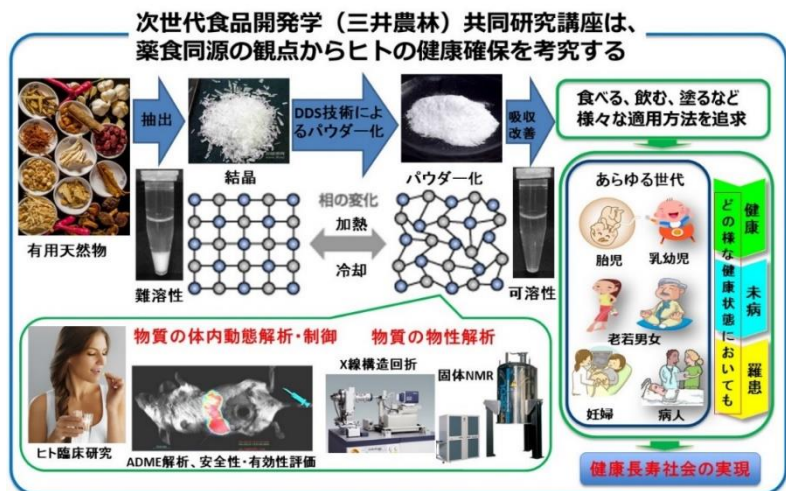 次世代食品開発学（三井農林）共同研究講座は、
薬食同源の観点からヒトの健康確保を考究する
抽出
結晶
DDS技術によ
るパウダー化
パウダー化
吸収
改善
食べる、飲む、塗るなど
様々な適用方法を追求
有用天然物
難溶性
相の変化
加熱
冷却
可溶性
あらゆる世代
胎児
乳幼児
老若男女
妊婦
病人
どの様な健康状態においても
健康
未病
罹患
物質の体内動態解析・制御
物質の物性解析
X線構造回折
固体NMR
ヒト臨床研究
ADME解析、安全性・有効性評価
健康長寿社会の実現